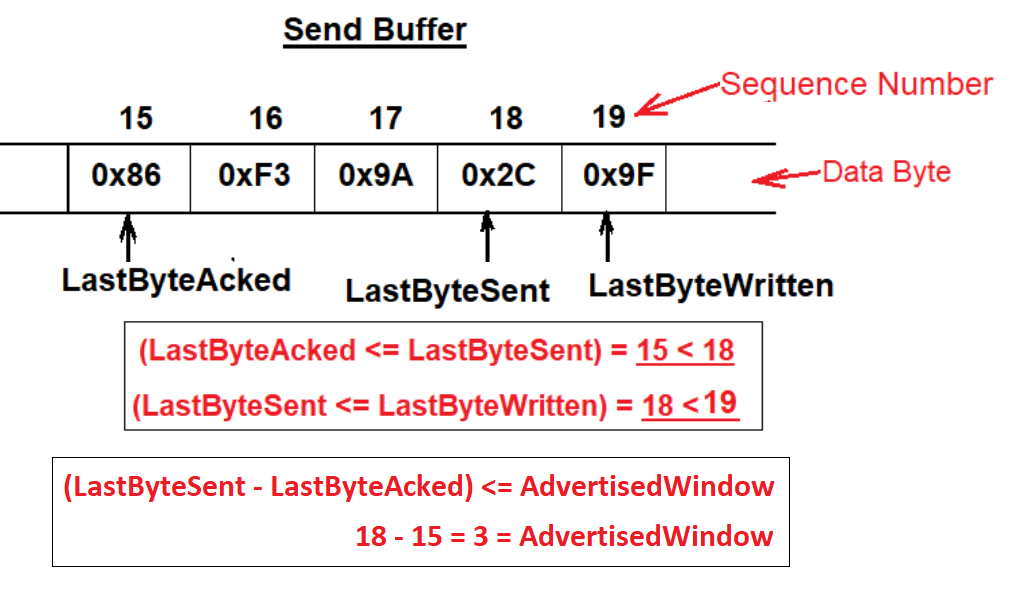 Send Buffer
Sequence Number
15 16 17 18 19
0x86 0xF3 0x9A 0x2C 0x9F
Data Byte
LastByteAcked LastByteSent LastByteWritten
(LastByteAcked <= LastByteSent) = 15 < 18
(LastByteSent <= LastByteWritten) = 18 < 19
(LastByteSent - LastByteAcked) <= AdvertisedWindow
18 - 15 = 3 = AdvertisedWindow